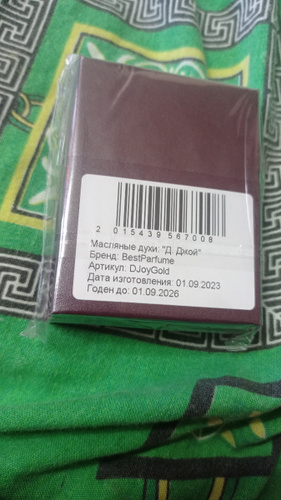 2 015439 567008
Масляные духи: "Д. Джой"
Бренд: BestParfume
Артикул: DJoyGold
Дата изготовления: 01.09.2023
Годен до: 01.09.2026